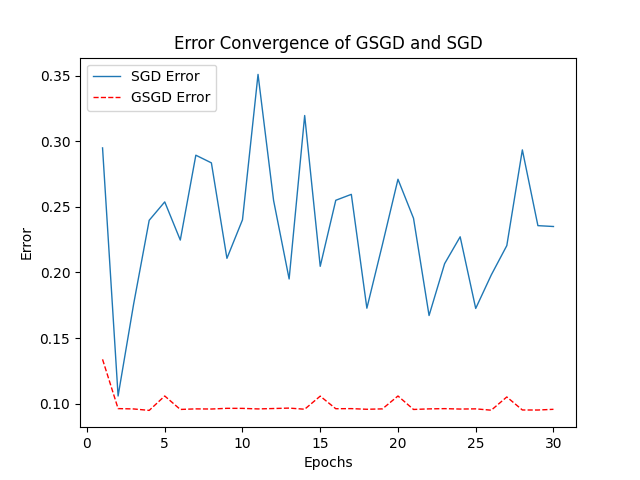 Error Convergence of GSGD and SGD
SGD Error
GSGD Error
0.35
0.30
0.25
0.20
0.15
0.10
Error
0 5 10 15 20 25 30
Epochs